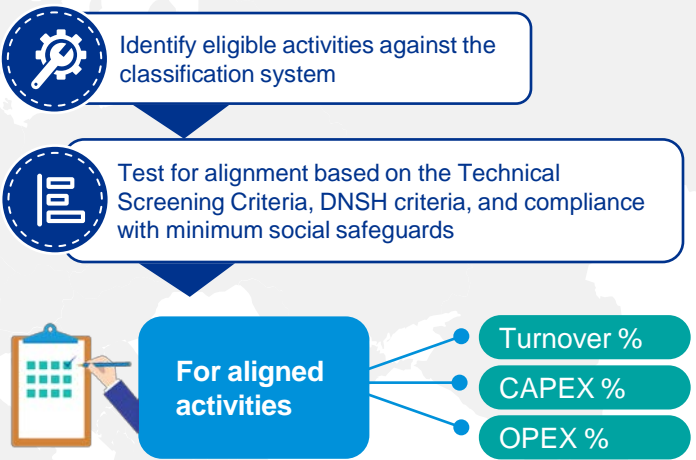 Identify eligible activities against the
classification system
Test for alignment based on the Technical
Screening Criteria, DNSH criteria, and compliance
with minimum social safeguards
For aligned
activities
Turnover %
CAPEX %
OPEX %